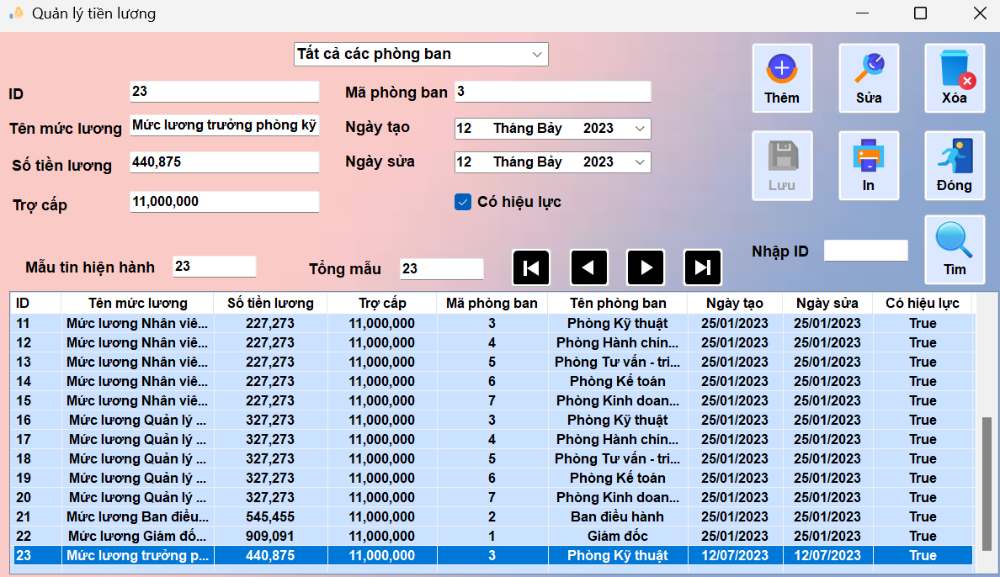 Quản lý tiền lương
Tất cả các phòng ban
ID 23 Mã phòng ban 3
Tên mức lương Mức lương trưởng phòng kỹ Ngày tạo 12 Tháng Bảy 2023
Số tiền lương 440,875 Ngày sửa 12 Tháng Bảy 2023
Trợ cấp 11,000,000 Có hiệu lực
Thêm Sửa Xóa
Lưu In Đóng
Nhập ID Tìm
Mẫu tin hiện hành 23 Tổng mẫu 23
ID Tên mức lương Số tiền lương Trợ cấp Mã phòng ban Tên phòng ban Ngày tạo Ngày sửa Có hiệu lực
11 Mức lương Nhân viê... 227,273 11,000,000 3 Phòng Kỹ thuật 25/01/2023 25/01/2023 True
12 Mức lương Nhân viê... 227,273 11,000,000 4 Phòng Hành chín... 25/01/2023 25/01/2023 True
13 Mức lương Nhân viê... 227,273 11,000,000 5 Phòng Tư vấn - tri... 25/01/2023 25/01/2023 True
14 Mức lương Nhân viê... 227,273 11,000,000 6 Phòng Kế toán 25/01/2023 25/01/2023 True
15 Mức lương Nhân viê... 227,273 11,000,000 7 Phòng Kinh doan... 25/01/2023 25/01/2023 True
16 Mức lương Quản lý ... 327,273 11,000,000 3 Phòng Kỹ thuật 25/01/2023 25/01/2023 True
17 Mức lương Quản lý ... 327,273 11,000,000 4 Phòng Hành chín... 25/01/2023 25/01/2023 True
18 Mức lương Quản lý ... 327,273 11,000,000 5 Phòng Tư vấn - tri... 25/01/2023 25/01/2023 True
19 Mức lương Quản lý ... 327,273 11,000,000 6 Phòng Kế toán 25/01/2023 25/01/2023 True
20 Mức lương Quản lý ... 327,273 11,000,000 7 Phòng Kinh doan... 25/01/2023 25/01/2023 True
21 Mức lương Ban điều... 545,455 11,000,000 2 Ban điều hành 25/01/2023 25/01/2023 True
22 Mức lương Giám đố... 909,091 11,000,000 1 Giám đốc 25/01/2023 25/01/2023 True
23 Mức lương trưởng p... 440,875 11,000,000 3 Phòng Kỹ thuật 12/07/2023 12/07/2023 True